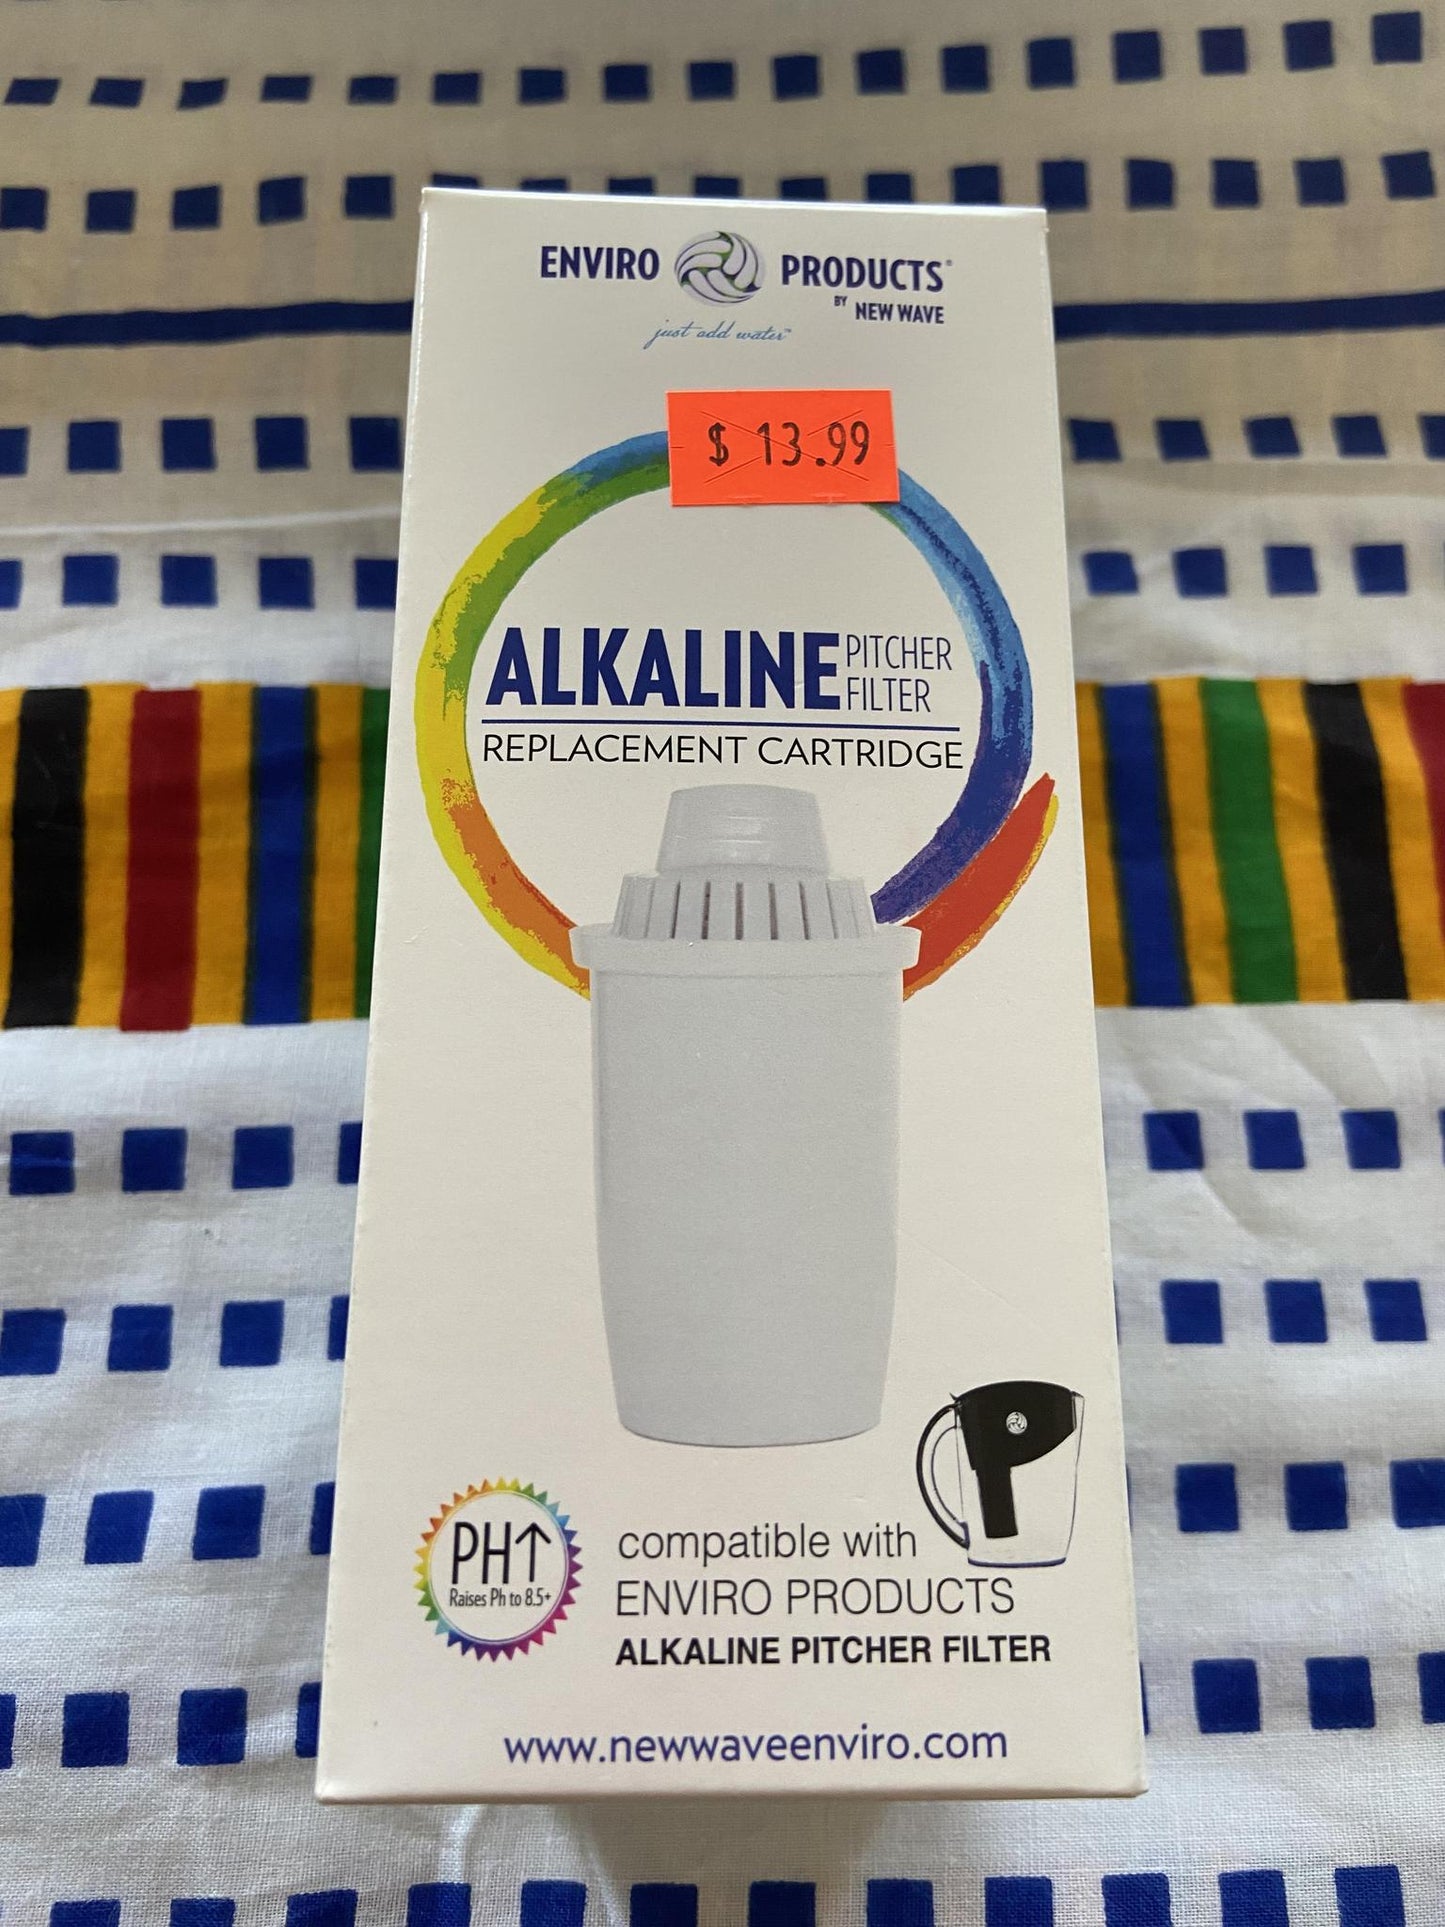 ENVIRO PRODUCTS®
BY NEW WAVE
just add water™
$ 13.99
ALKALINE PITCHER FILTER
REPLACEMENT CARTRIDGE
PH↑
Raises Ph to 8.5+
compatible with
ENVIRO PRODUCTS
ALKALINE PITCHER FILTER
www.newwaveenviro.com